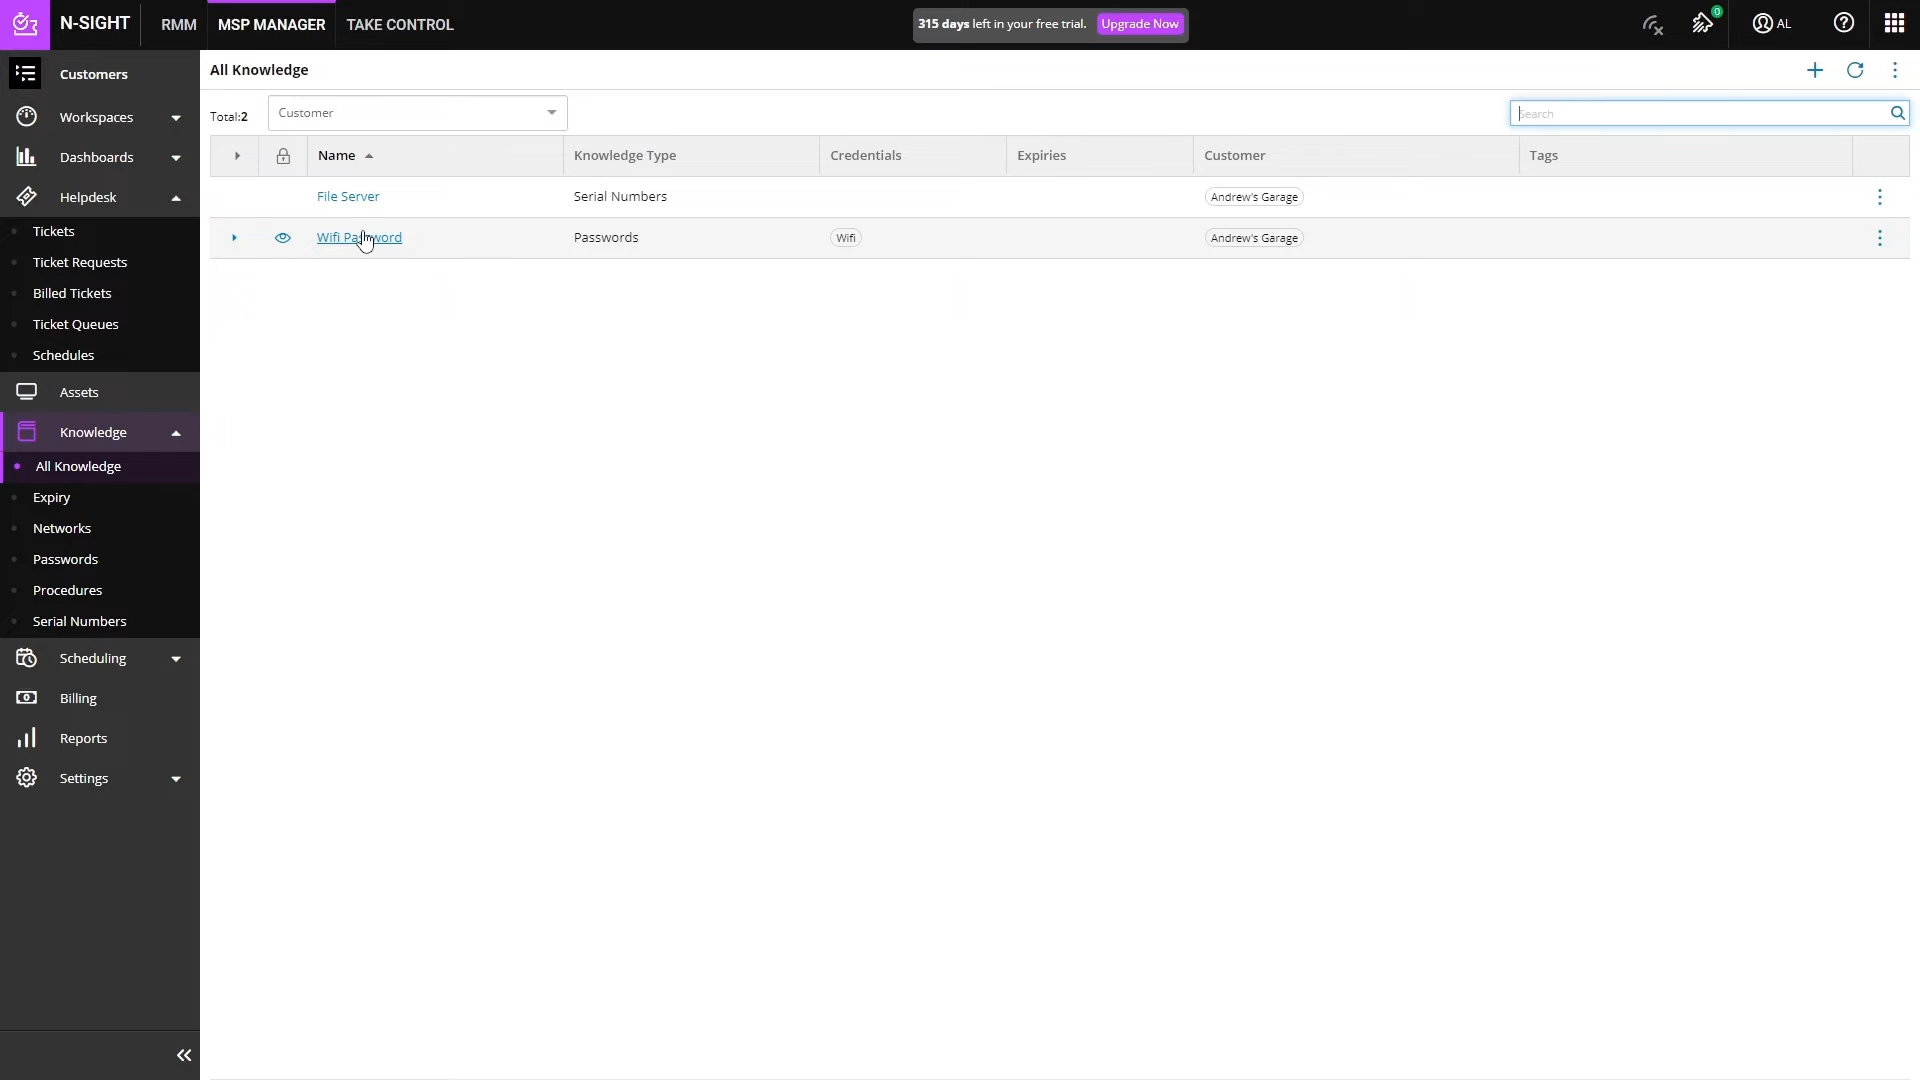 N-SIGHT
RMM
MSP MANAGER
TAKE CONTROL
315 days left in your free trial.
Upgrade Now
0
AL
Customers
Workspaces
Dashboards
Helpdesk
Tickets
Ticket Requests
Billed Tickets
Ticket Queues
Schedules
Assets
Knowledge
All Knowledge
Expiry
Networks
Passwords
Procedures
Serial Numbers
Scheduling
Billing
Reports
Settings
All Knowledge
Total:2
Customer
Search
Name
Knowledge Type
Credentials
Expiries
Customer
Tags
File Server
Serial Numbers
Andrew's Garage
Wifi Password
Passwords
Wifi
Andrew's Garage